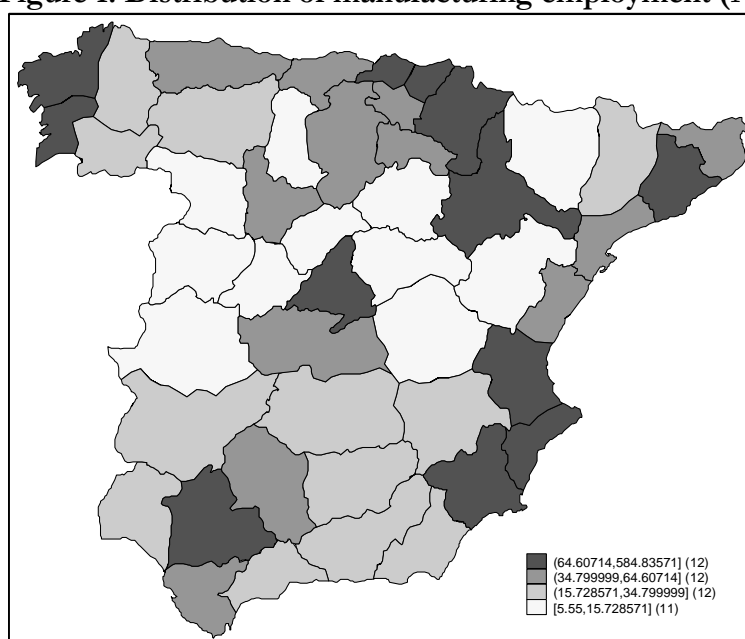 Figure 1. Distribution of manufacturing employment
(64.60714,584.83571] (12)
(34.799999,64.60714] (12)
(15.728571,34.799999] (12)
[5.55,15.728571] (11)